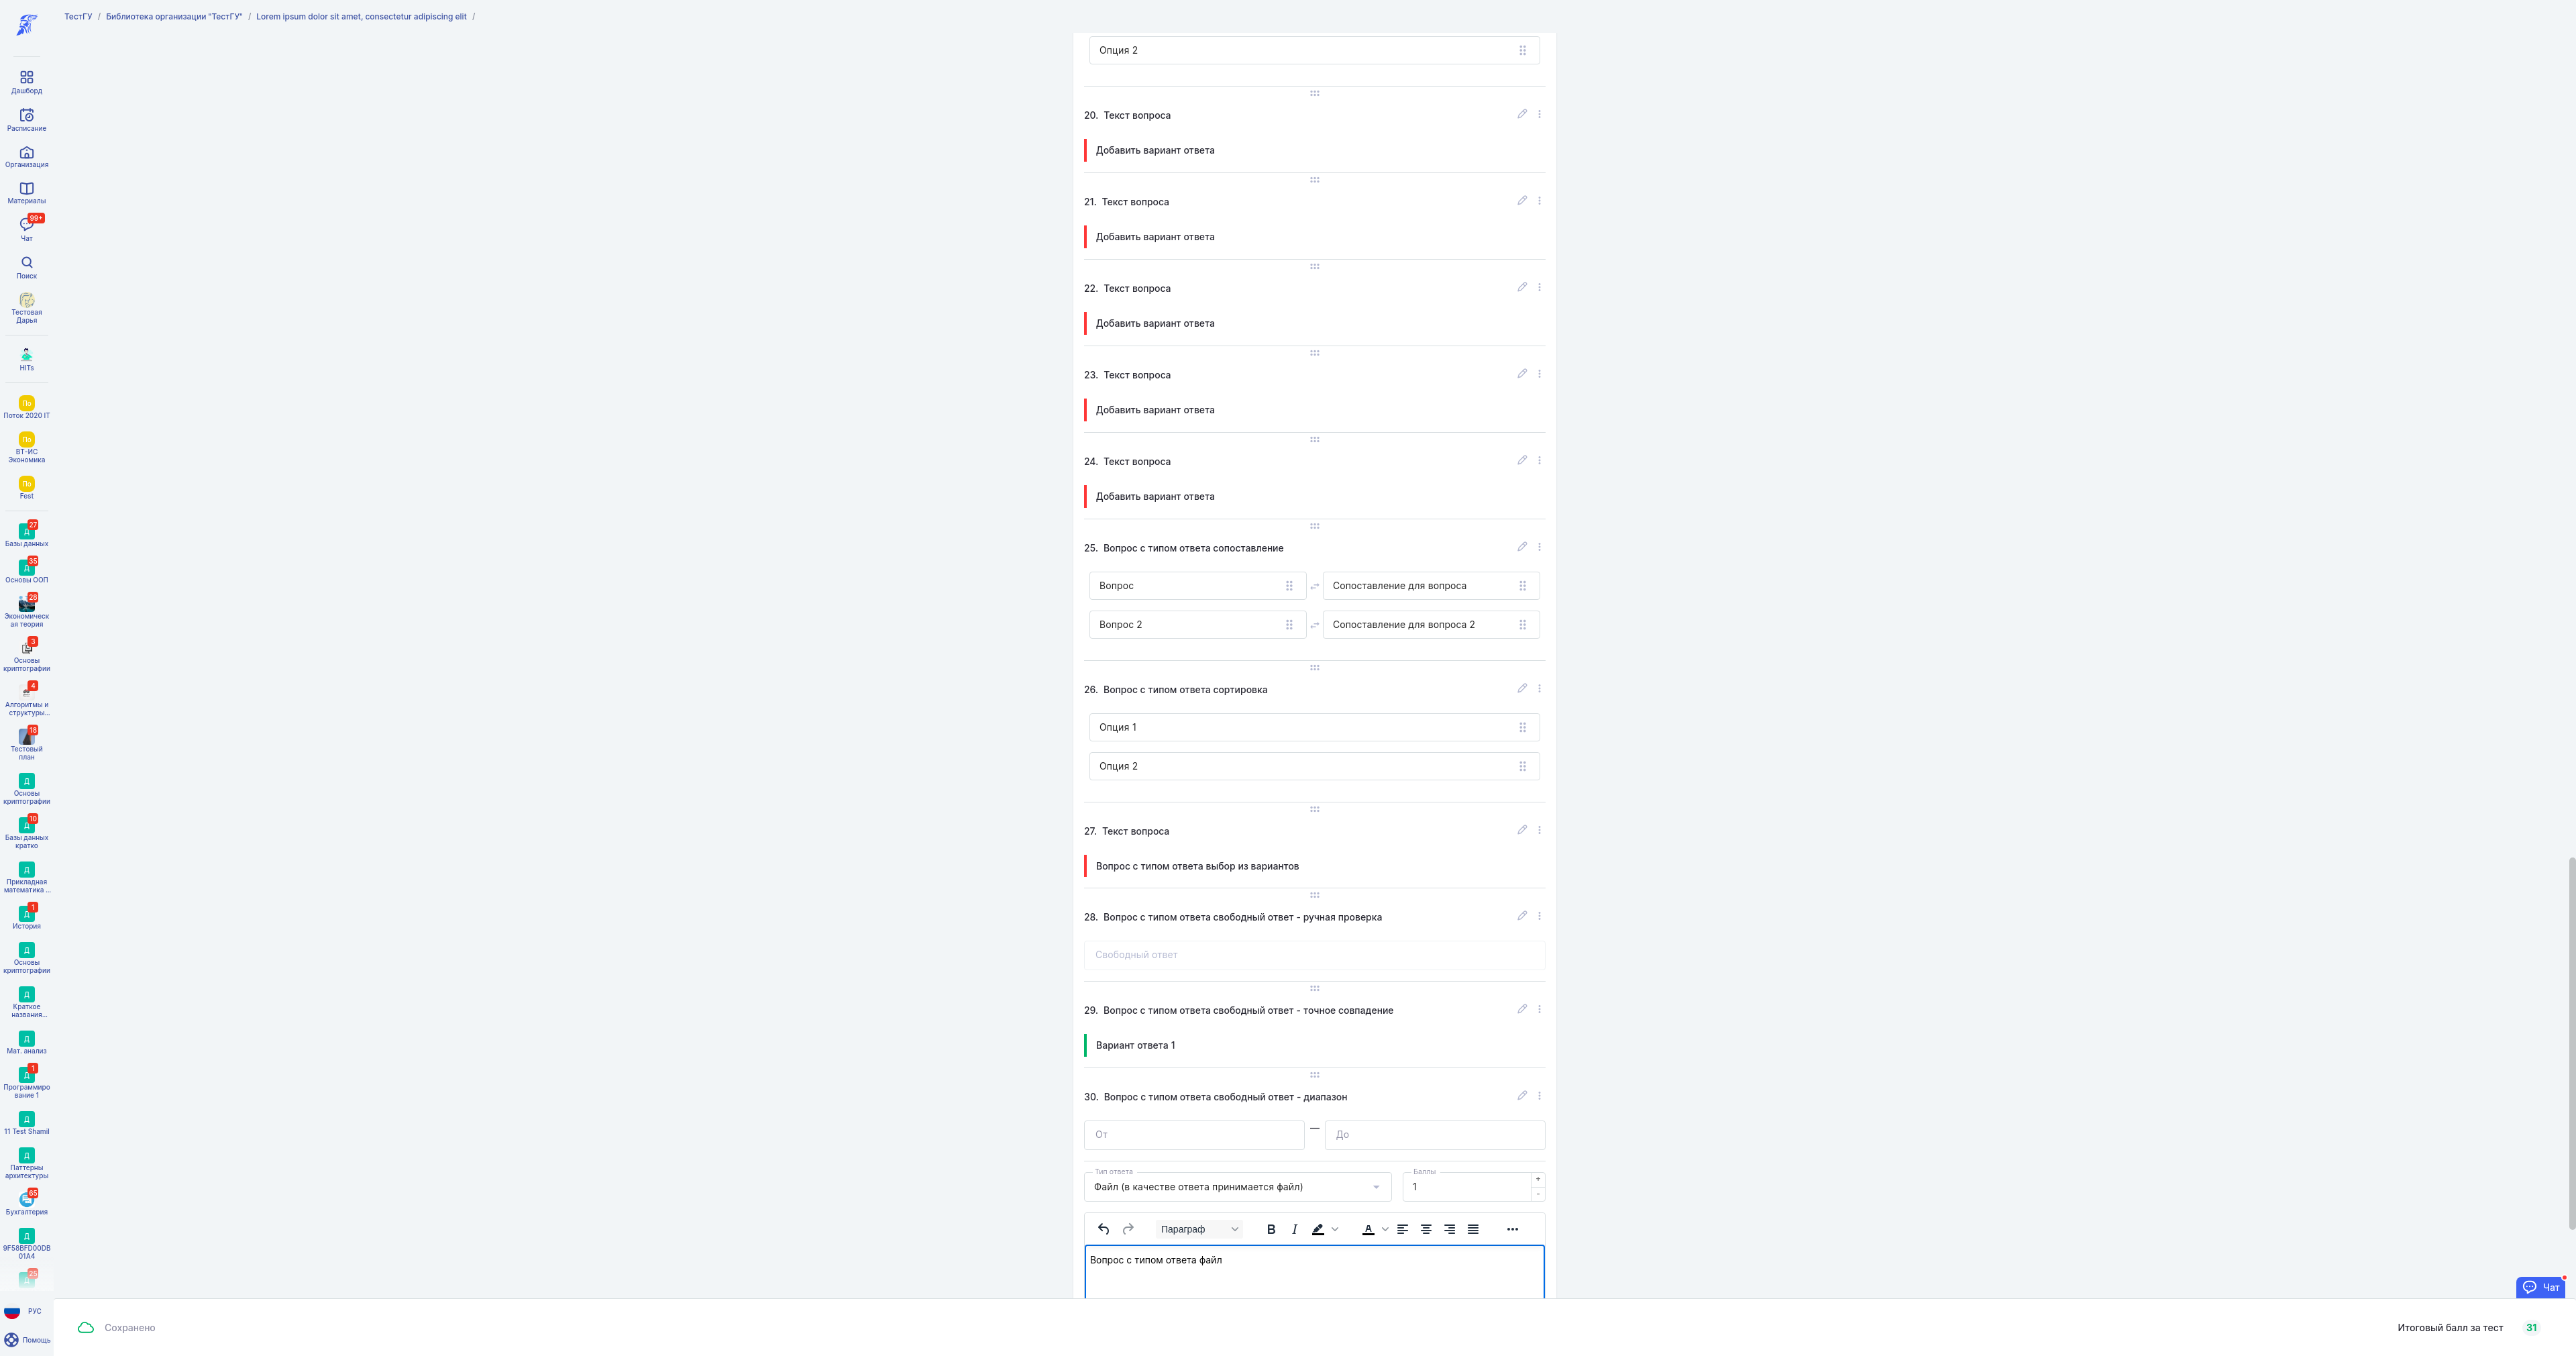 ТестГУ / Библиотека организации "ТестГУ" / Lorem ipsum dolor sit amet, consectetur adipiscing elit /
Дашборд
Расписание
Организация
Материалы
99+
Чат
Поиск
Тестовая
Дарья
HITs
По
Поток 2020 IT
По
ВТ-ИС
Экономика
По
Fest
27
Д
Базы данных
35
Д
Основы ООП
28
Экономическ
ая теория
3
Основы
криптографии
4
Алгоритмы и
структуры...
18
Тестовый
план
Д
Основы
криптографии
10
Д
Базы данных
кратко
Д
Прикладная
математика ...
1
Д
История
Д
Основы
криптографии
Д
Краткое
названия...
Д
Мат. анализ
1
Д
Программиро
вание 1
Д
11 Test Shamil
Д
Паттерны
архитектуры
65
Бухгалтерия
Д
9F58BFD00DB
01A4
25
Д
РУС
Помощь
Опция 2
20. Текст вопроса
Добавить вариант ответа
21. Текст вопроса
Добавить вариант ответа
22. Текст вопроса
Добавить вариант ответа
23. Текст вопроса
Добавить вариант ответа
24. Текст вопроса
Добавить вариант ответа
25. Вопрос с типом ответа сопоставление
Вопрос Сопоставление для вопроса
Вопрос 2 Сопоставление для вопроса 2
26. Вопрос с типом ответа сортировка
Опция 1
Опция 2
27. Текст вопроса
Вопрос с типом ответа выбор из вариантов
28. Вопрос с типом ответа свободный ответ - ручная проверка
Свободный ответ
29. Вопрос с типом ответа свободный ответ - точное совпадение
Вариант ответа 1
30. Вопрос с типом ответа свободный ответ - диапазон
От — До
Тип ответа Баллы
Файл (в качестве ответа принимается файл) 1 + -
Параграф B I A •••
Вопрос с типом ответа файл
Чат
Сохранено
Итоговый балл за тест 31